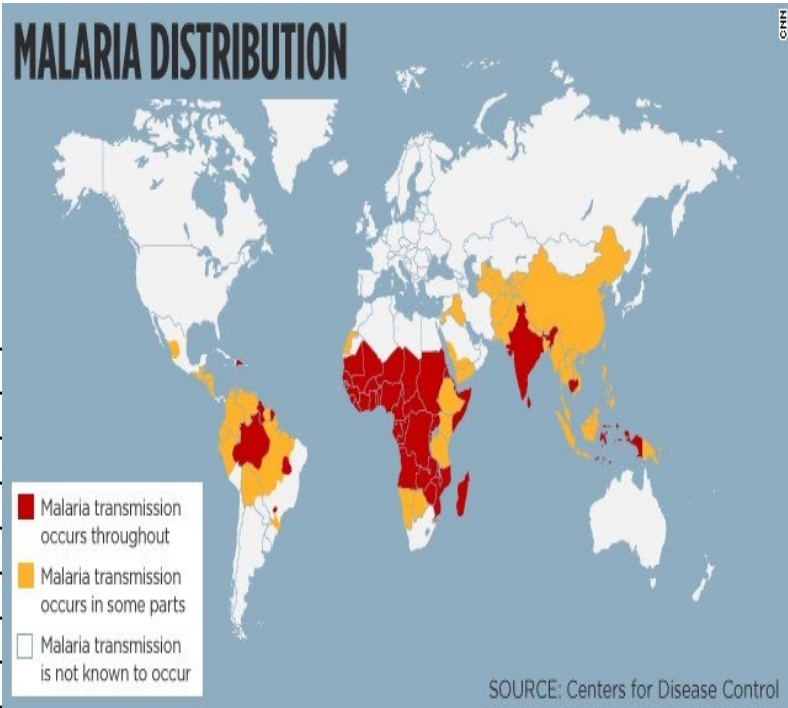 MALARIA DISTRIBUTION
CNN
Malaria transmission
occurs throughout
Malaria transmission
occurs in some parts
Malaria transmission
is not known to occur
SOURCE: Centers for Disease Control